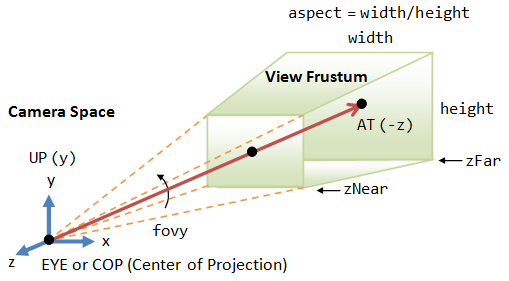 aspect = width/height
width
View Frustum
Camera Space
height
AT (-z)
UP (y)
zFar
y
zNear
fovy
x
z
EYE or COP (Center of Projection)